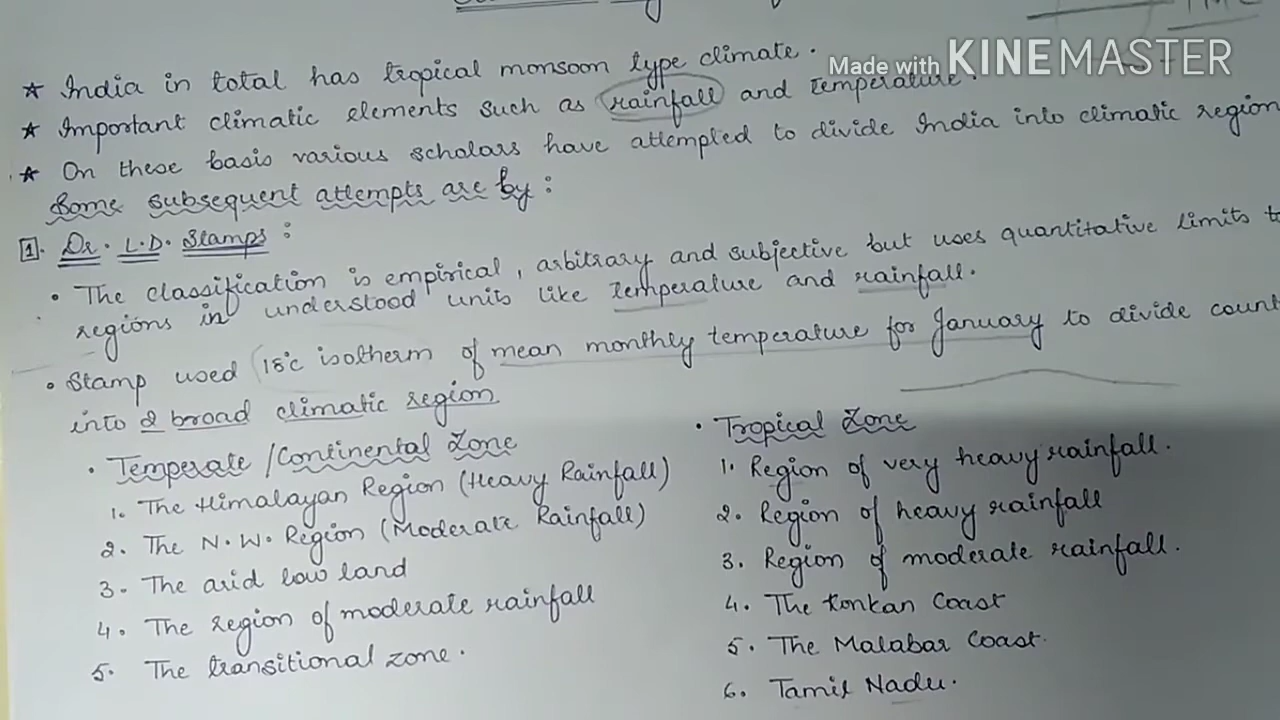 Made with KINEMASTER
★ India in total has tropical monsoon type climate.
★ Important climatic elements such as rainfall and temperature.
★ On these basis various scholars have attempted to divide India into climatic region
Some subsequent attempts are by:
1. Dr. L.D. Stamps:
• The classification is empirical, arbitrary and subjective but uses quantitative limits
regions in understood units like temperature and rainfall.
• Stamp used 18°c isotherm of mean monthly temperature for January to divide
into 2 broad climatic region.
• Temperate/Continental Zone
1. The Himalayan Region (Heavy Rainfall)
2. The N.W. Region (Moderate Rainfall)
3. The arid low land
4. The region of moderate rainfall
5. The transitional zone.
• Tropical Zone
1. Region of very heavy rainfall.
2. Region of heavy rainfall
3. Region of moderate rainfall.
4. The Konkan Coast
5. The Malabar Coast.
6. Tamil Nadu.